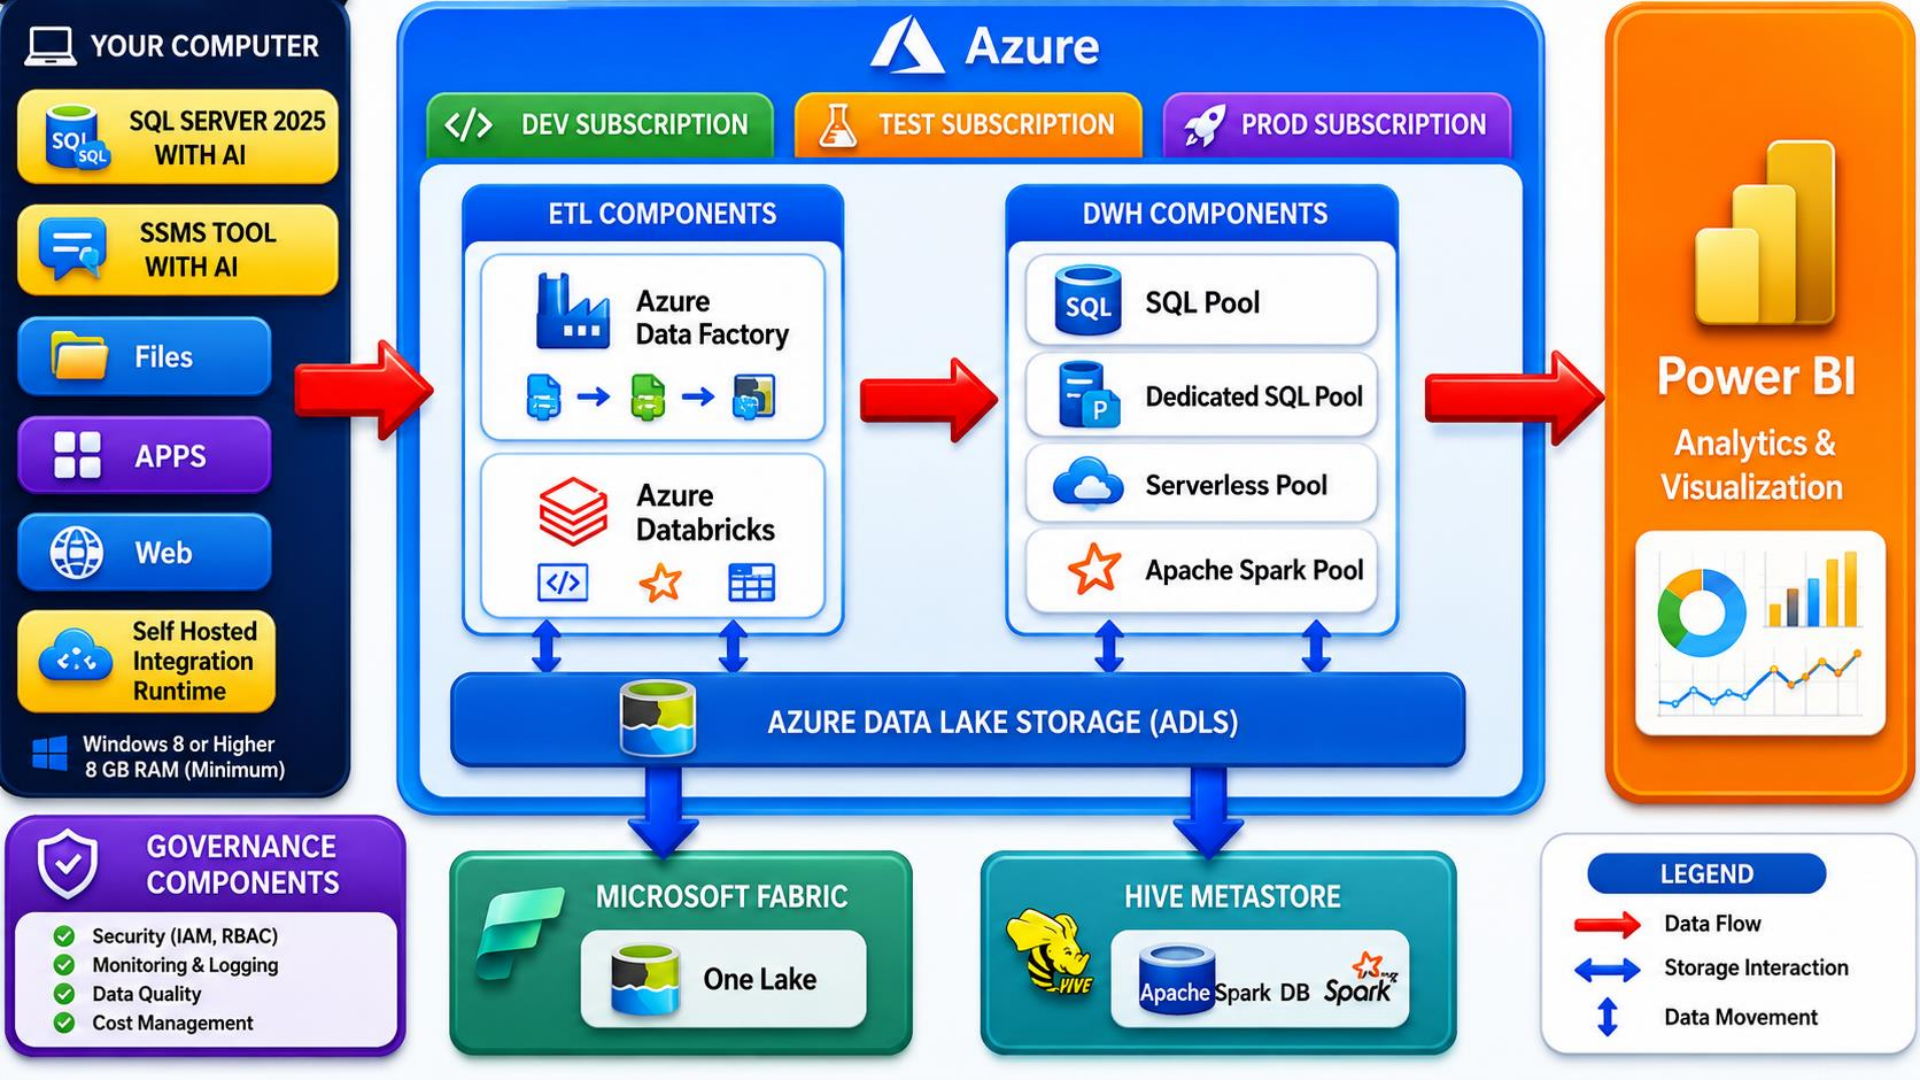 YOUR COMPUTER
SQL
SQL
SQL SERVER 2025
WITH AI
SSMS TOOL
WITH AI
Files
APPS
Web
Self Hosted
Integration
Runtime
Windows 8 or Higher
8 GB RAM (Minimum)
GOVERNANCE
COMPONENTS
Security (IAM, RBAC)
Monitoring & Logging
Data Quality
Cost Management
Azure
</> DEV SUBSCRIPTION
TEST SUBSCRIPTION
PROD SUBSCRIPTION
ETL COMPONENTS
Azure
Data Factory
Azure
Databricks
</>
DWH COMPONENTS
SQL
SQL Pool
P
Dedicated SQL Pool
Serverless Pool
Apache Spark Pool
AZURE DATA LAKE STORAGE (ADLS)
MICROSOFT FABRIC
One Lake
HIVE METASTORE
HIVE
Apache Spark DB
Spark
Power BI
Analytics &
Visualization
LEGEND
Data Flow
Storage Interaction
Data Movement